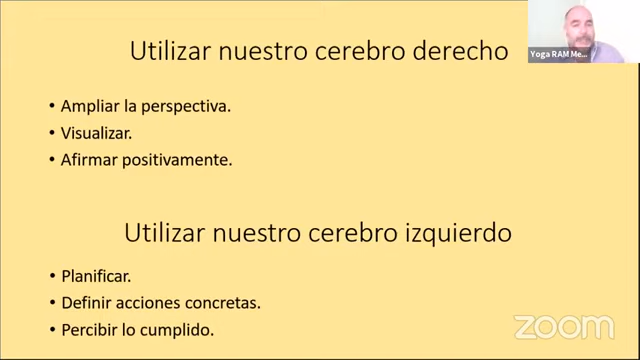 Utilizar nuestro cerebro derecho
Yoga RAM Me...
• Ampliar la perspectiva.
• Visualizar.
• Afirmar positivamente.
Utilizar nuestro cerebro izquierdo
• Planificar.
• Definir acciones concretas.
• Percibir lo cumplido.
zoom